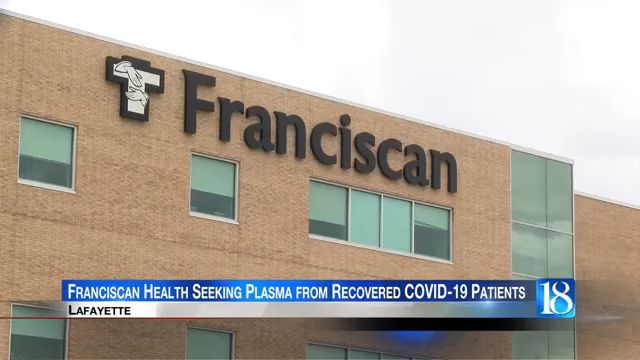 Franciscan
FRANCISCAN HEALTH SEEKING PLASMA FROM RECOVERED COVID-19 PATIENTS
LAFAYETTE
18